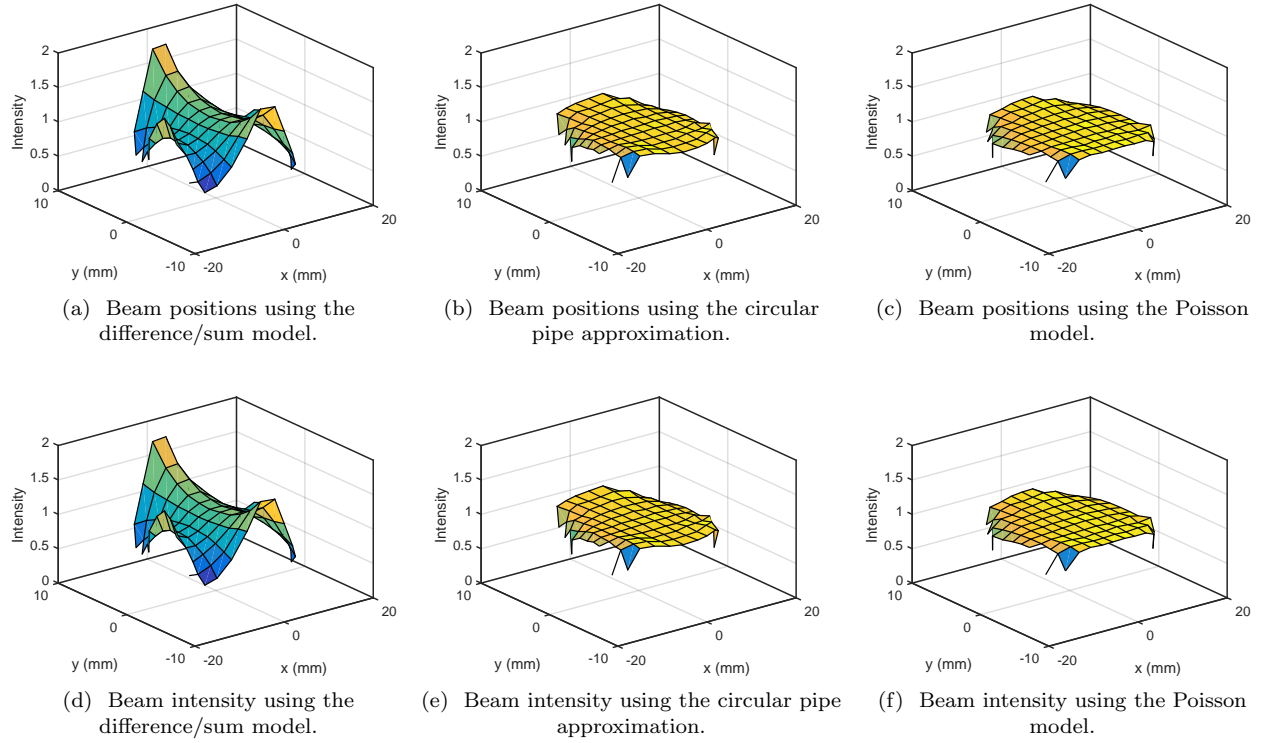 2
1.5
1
0.5
0
Intensity
10
0
-10
y (mm)
-20
0
20
x (mm)
(a) Beam positions using the
difference/sum model.
2
1.5
1
0.5
0
Intensity
10
0
-10
y (mm)
-20
0
20
x (mm)
(b) Beam positions using the circular
pipe approximation.
2
1.5
1
0.5
0
Intensity
10
0
-10
y (mm)
-20
0
20
x (mm)
(c) Beam positions using the Poisson
model.
2
1.5
1
0.5
0
Intensity
10
0
-10
y (mm)
-20
0
20
x (mm)
(d) Beam intensity using the
difference/sum model.
2
1.5
1
0.5
0
Intensity
10
0
-10
y (mm)
-20
0
20
x (mm)
(e) Beam intensity using the circular pipe
approximation.
2
1.5
1
0.5
0
Intensity
10
0
-10
y (mm)
-20
0
20
x (mm)
(f) Beam intensity using the Poisson
model.